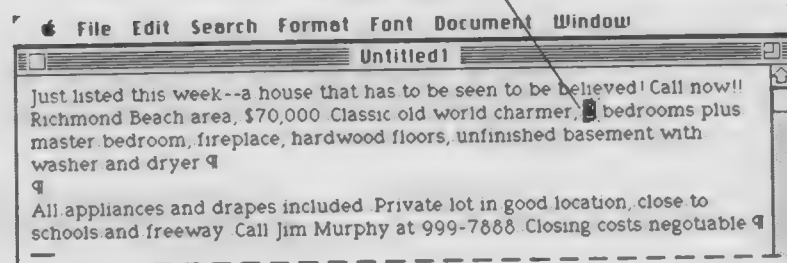 File Edit Search Format Font Document Window
Untitled1
Just listed this week--a house that has to be seen to be believed! Call now!!
Richmond Beach area, $70,000 Classic old world charmer, bedrooms plus
master bedroom, fireplace, hardwood floors, unfinished basement with
washer and dryer ¶
¶
All appliances and drapes included Private lot in good location, close to
schools and freeway Call Jim Murphy at 999-7888 Closing costs negotiable ¶